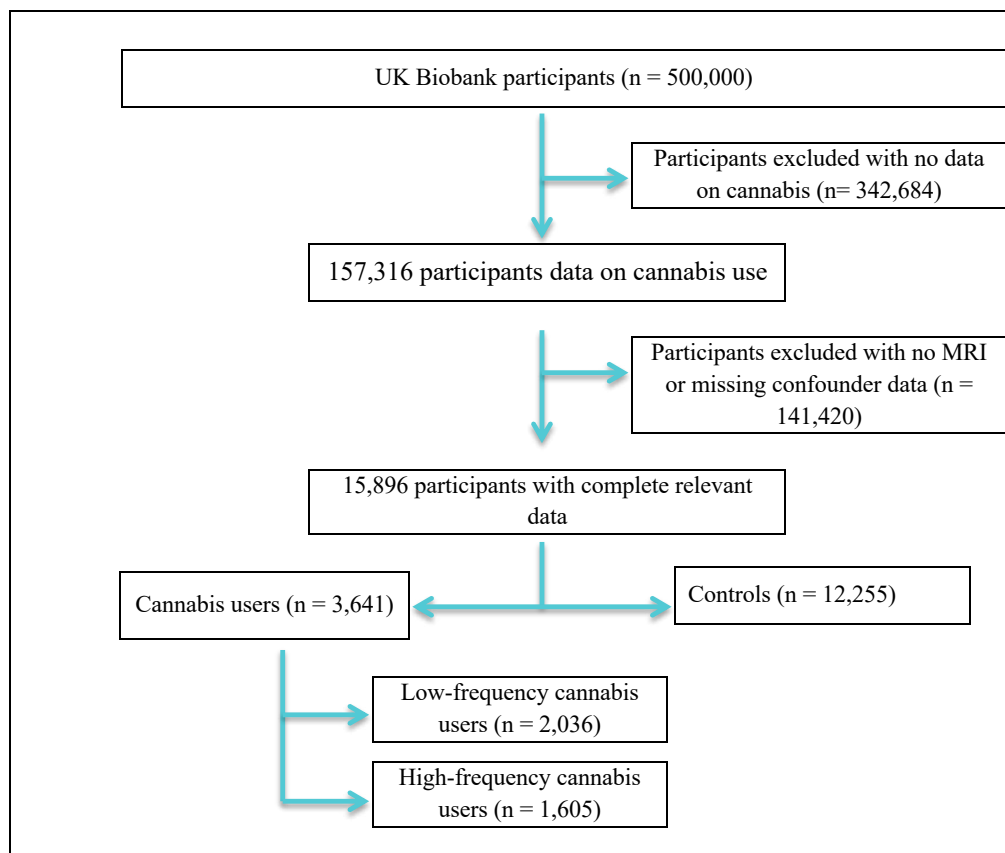 UK Biobank participants (n = 500,000)
Participants excluded with no data
on cannabis (n= 342,684)
157,316 participants data on cannabis use
Participants excluded with no MRI
or missing confounder data (n =
141,420)
15,896 participants with complete relevant
data
Cannabis users (n = 3,641)
Controls (n = 12,255)
Low-frequency cannabis
users (n = 2,036)
High-frequency cannabis
users (n = 1,605)